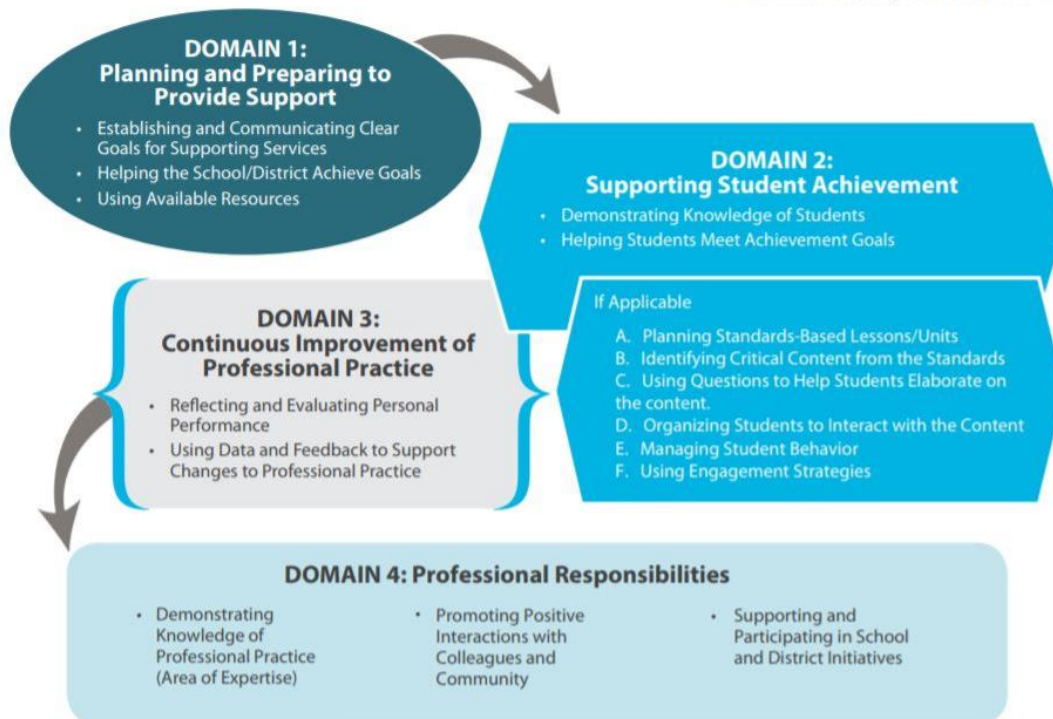 DOMAIN 1:
Planning and Preparing to
Provide Support
• Establishing and Communicating Clear
Goals for Supporting Services
• Helping the School/District Achieve Goals
• Using Available Resources
DOMAIN 2:
Supporting Student Achievement
• Demonstrating Knowledge of Students
• Helping Students Meet Achievement Goals
If Applicable
A. Planning Standards-Based Lessons/Units
B. Identifying Critical Content from the Standards
C. Using Questions to Help Students Elaborate on
the content.
D. Organizing Students to Interact with the Content
E. Managing Student Behavior
F. Using Engagement Strategies
DOMAIN 3:
Continuous Improvement of
Professional Practice
• Reflecting and Evaluating Personal
Performance
• Using Data and Feedback to Support
Changes to Professional Practice
DOMAIN 4: Professional Responsibilities
• Demonstrating
Knowledge of
Professional Practice
(Area of Expertise)
• Promoting Positive
Interactions with
Colleagues and
Community
• Supporting and
Participating in School
and District Initiatives